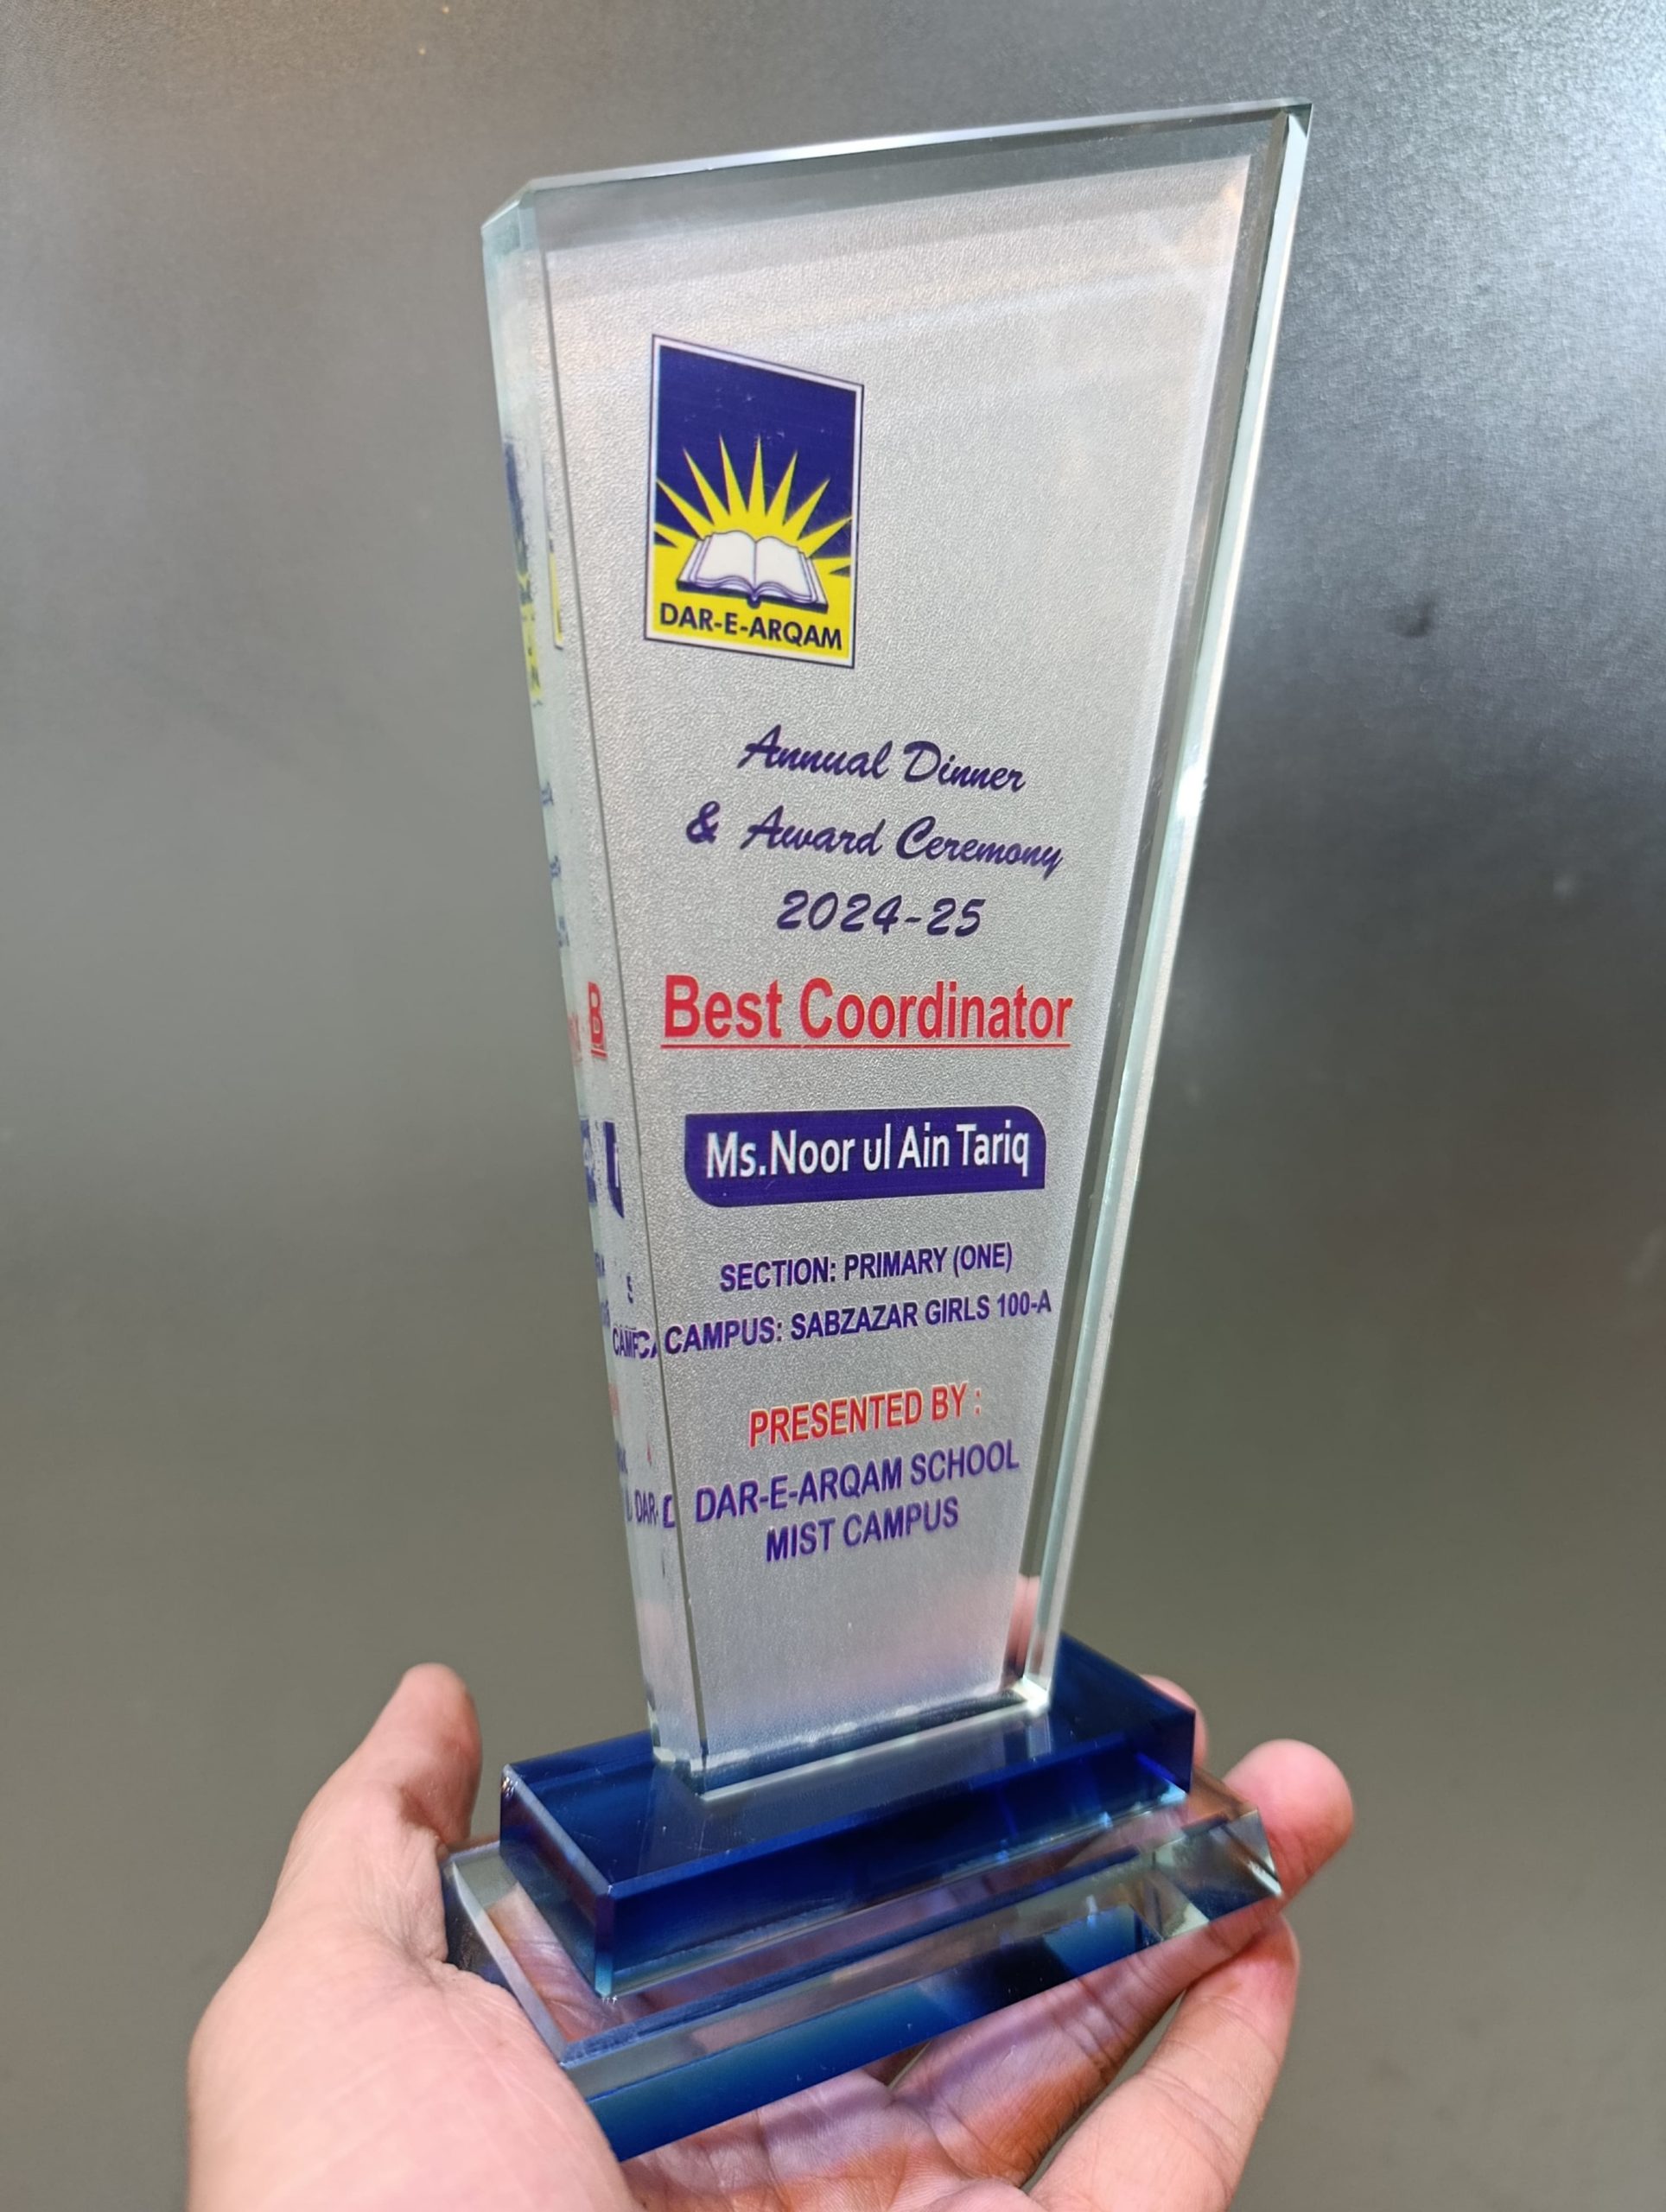 DAR-E-ARQAM
Annual Dinner
& Award Ceremony
2024-25
Best Coordinator
Ms.Noor ul Ain Tariq
SECTION: PRIMARY (ONE)
CAMPUS: SABZAZAR GIRLS 100-A
PRESENTED BY :
DAR-E-ARQAM SCHOOL
MIST CAMPUS